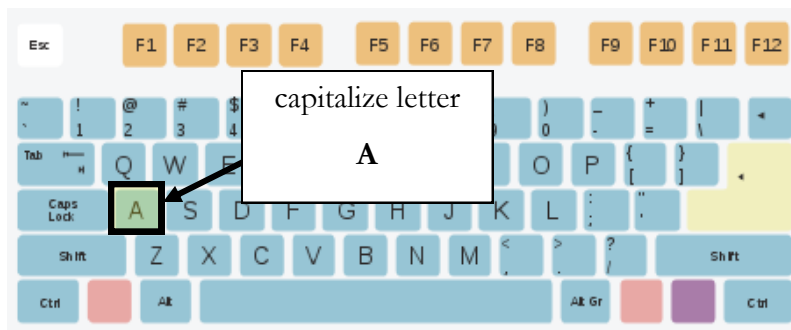 Esc F1 F2 F3 F4 F5 F6 F7 F8 F9 F10 F11 F12
capitalize letter
A
~ ! @ # $ ) _ + |
` 1 2 3 4 0 - = \
Tab Q W E O P { [ } ]
Caps Lock A S D F G H J K L : ; " '
Shift Z X C V B N M < , > . ? / Shift
Ctrl Alt Alt Gr Ctrl